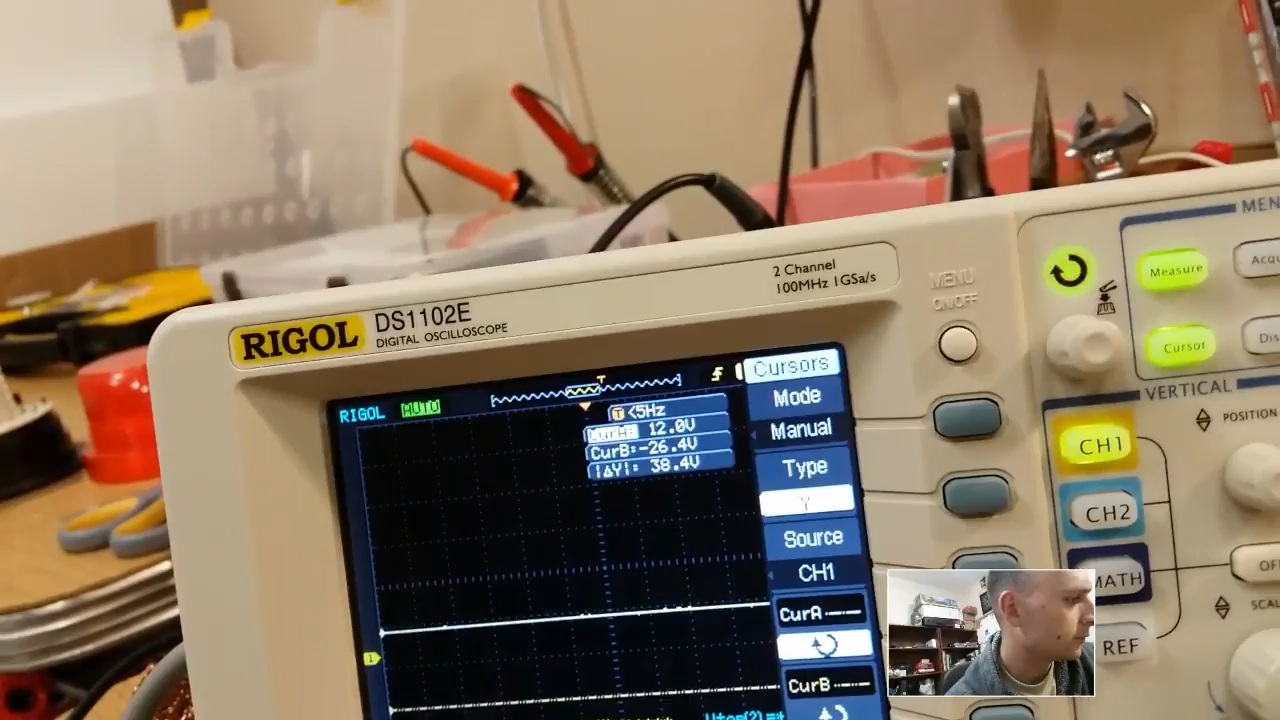 2 Channel
100MHz 1GSa/s
RIGOL
DS1102E
DIGITAL OSCILLOSCOPE
MENU
ON/OFF
Measure
Cursor
VERTICAL
POSITION
CH1
CH2
MATH
REF
RIGOL AUTO
T
T <5Hz
CurA: 12.0V
CurB:-26.4V
|ΔY|: 38.4V
Cursors
Mode
Manual
Type
Y
Source
CH1
CurA
CurB
1